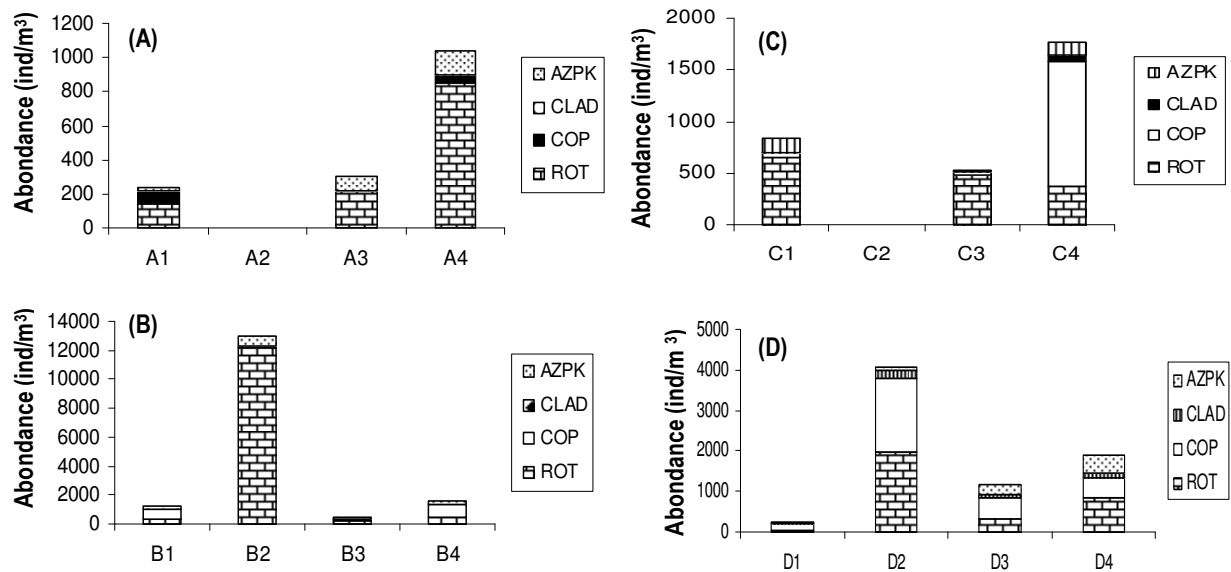 (A)
Abondance (ind/m³)
1200
1000
800
600
400
200
0
A1 A2 A3 A4
AZPK
CLAD
COP
ROT
(C)
Abondance (ind/m³)
2000
1500
1000
500
0
C1 C2 C3 C4
AZPK
CLAD
COP
ROT
(B)
Abondance (ind/m³)
14000
12000
10000
8000
6000
4000
2000
0
B1 B2 B3 B4
AZPK
CLAD
COP
ROT
(D)
Abondance (ind/m ³)
5000
4000
3000
2000
1000
0
D1 D2 D3 D4
AZPK
CLAD
COP
ROT